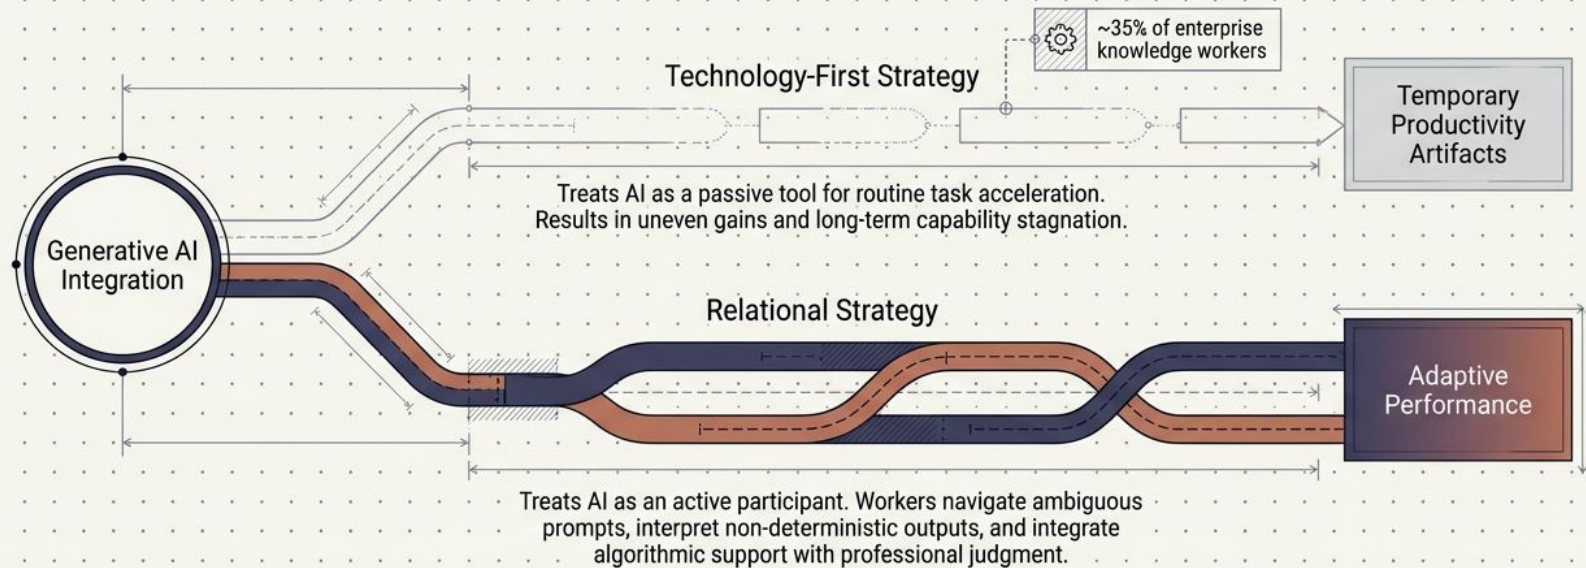 ~35% of enterprise
knowledge workers
Technology-First Strategy
Temporary
Productivity
Artifacts
Treats AI as a passive tool for routine task acceleration.
Results in uneven gains and long-term capability stagnation.
Generative AI
Integration
Relational Strategy
Adaptive
Performance
Treats AI as an active participant. Workers navigate ambiguous
prompts, interpret non-deterministic outputs, and integrate
algorithmic support with professional judgment.